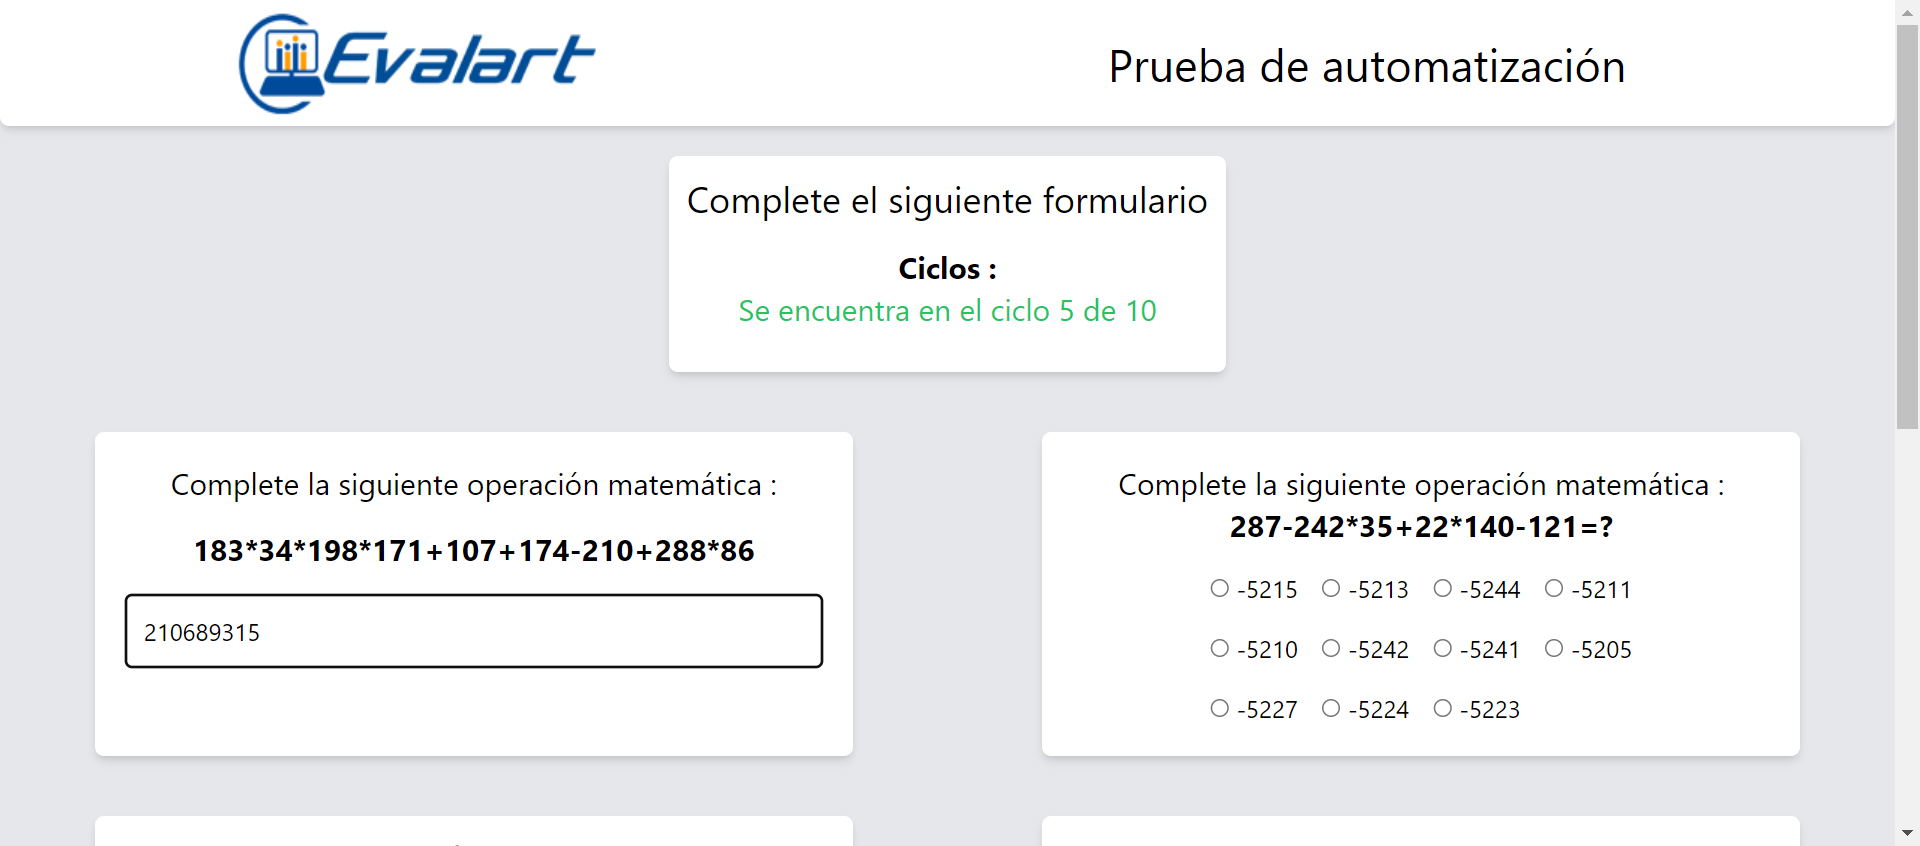 Evalart
Prueba de automatización
Complete el siguiente formulario
Ciclos :
Se encuentra en el ciclo 5 de 10
Complete la siguiente operación matemática :
183*34*198*171+107+174-210+288*86
210689315
Complete la siguiente operación matemática :
287-242*35+22*140-121=?
-5215 -5213 -5244 -5211
-5210 -5242 -5241 -5205
-5227 -5224 -5223